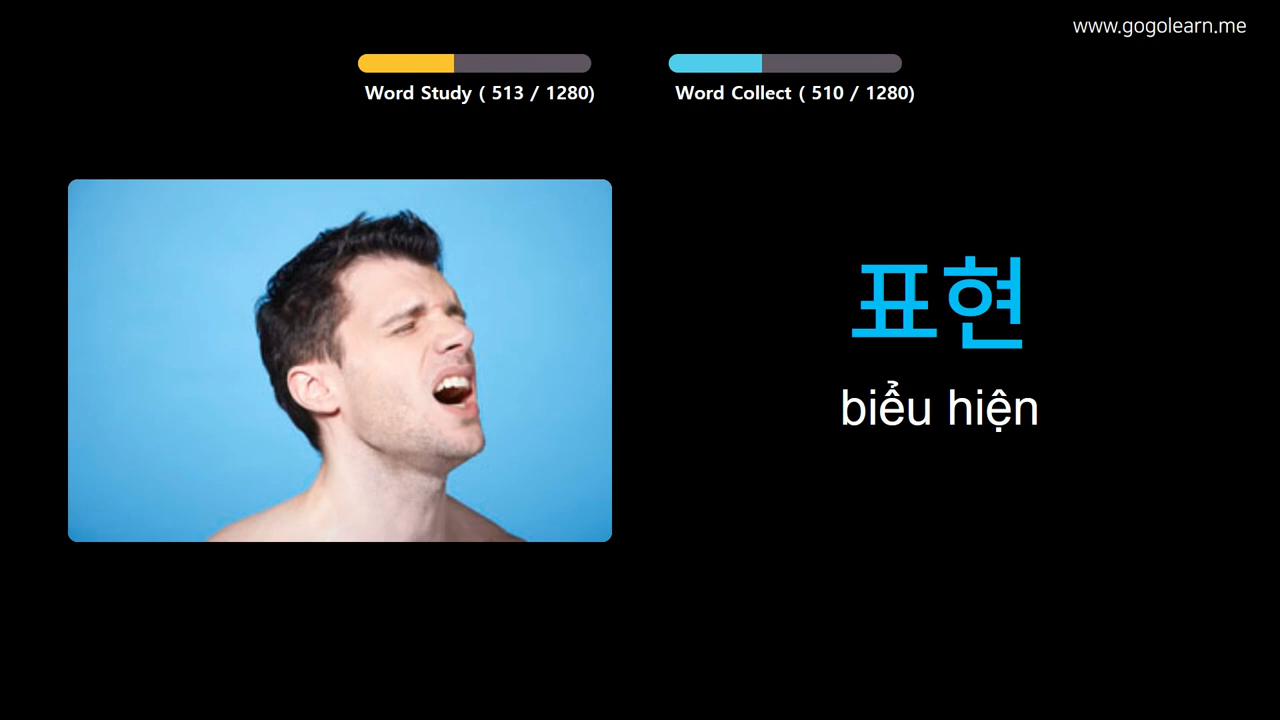 www.gogolearn.me
Word Study ( 513 / 1280)
Word Collect ( 510 / 1280)
표현
biểu hiện